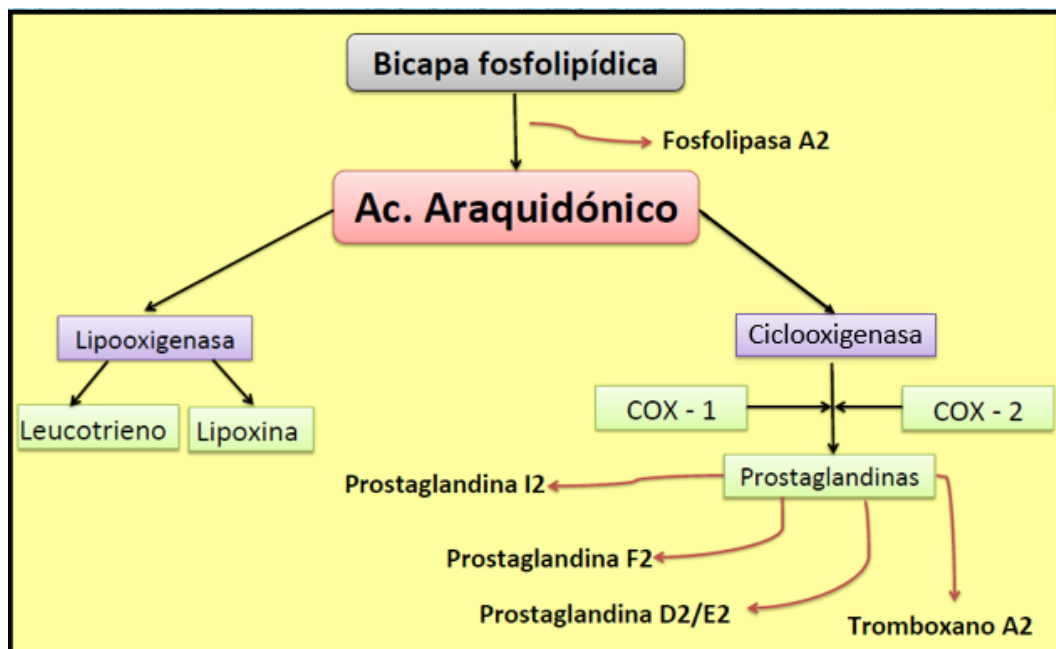 Bicapa fosfolipídica
Fosfolipasa A2
Ac. Araquidónico
Lipooxigenasa
Ciclooxigenasa
Leucotrieno
Lipoxina
COX - 1
COX - 2
Prostaglandinas
Prostaglandina I2
Prostaglandina F2
Prostaglandina D2/E2
Tromboxano A2